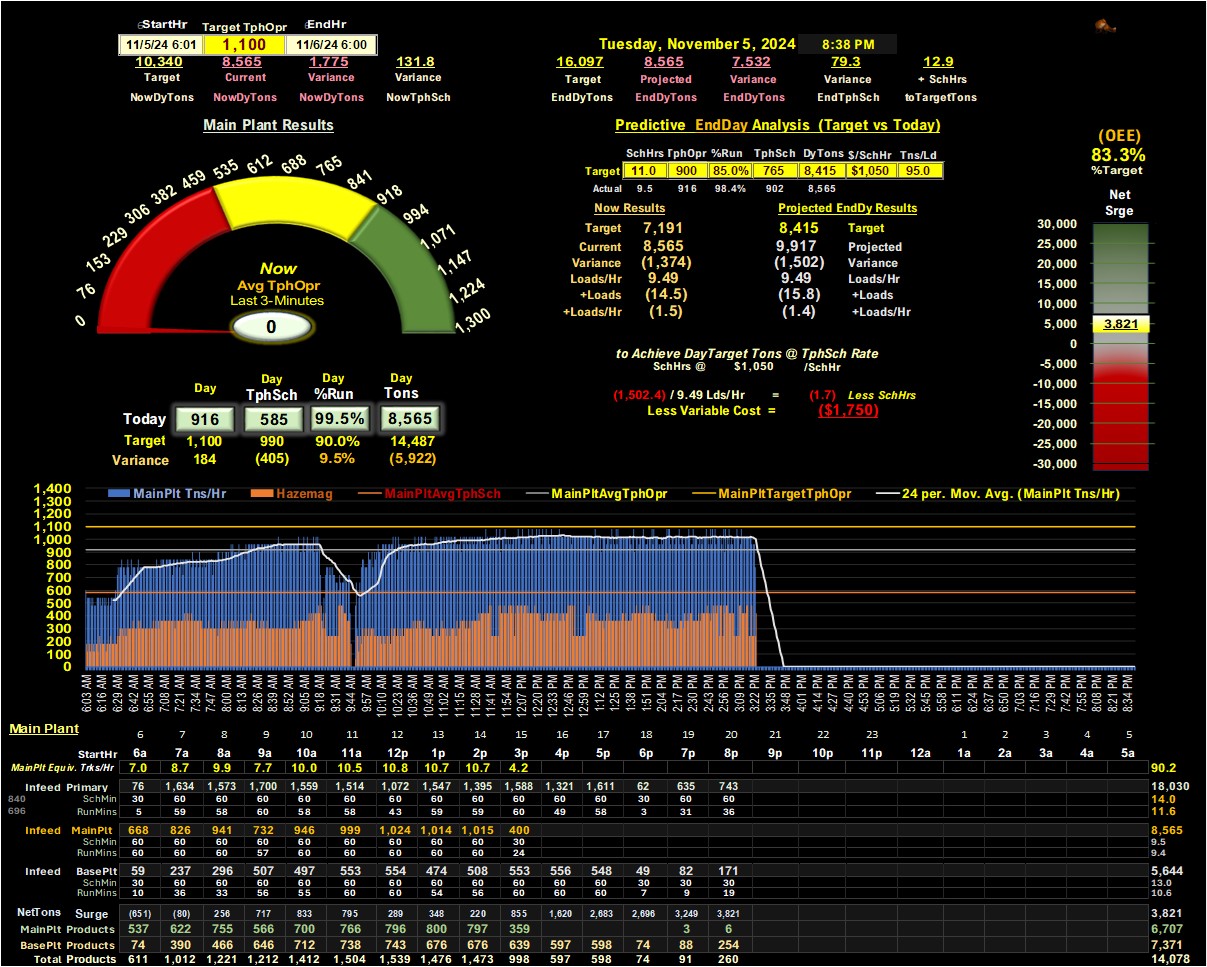 StartHr Target TphOpr EndHr
11/5/24 6:01 1,100 11/6/24 6:00
Tuesday, November 5, 2024 8:38 PM
10,340 8,565 1,775 131.8 16,097 8,565 7,532 79.3 12.9
Target Current Variance Variance Target Projected Variance Variance + SchHrs
NowDyTons NowDyTons NowDyTons NowTphSch EndDyTons EndDyTons EndDyTons EndTphSch toTargetTons
Main Plant Results
0 76 153 229 306 382 459 535 612 688 765 841 918 994 1,071 1,147 1,224 1,300
Now
Avg TphOpr
Last 3-Minutes
0
Day Day Day Day
TphSch %Run Tons
Today 916 585 99.5% 8,565
Target 1,100 990 90.0% 14,487
Variance 184 (405) 9.5% (5,922)
Predictive EndDay Analysis (Target vs Today)
SchHrs TphOpr %Run TphSch DyTons $/SchHr Tns/Ld
Target 11.0 900 85.0% 765 8,415 $1,050 95.0
Actual 9.5 916 98.4% 902 8,565
Now Results Projected EndDy Results
Target 7,191 8,415 Target
Current 8,565 9,917 Projected
Variance (1,374) (1,502) Variance
Loads/Hr 9.49 9.49 Loads/Hr
+Loads (14.5) (15.8) +Loads
+Loads/Hr (1.5) (1.4) +Loads/Hr
to Achieve DayTarget Tons @ TphSch Rate
SchHrs @ $1,050 /SchHr
(1,502.4) / 9.49 Lds/Hr = (1.7) Less SchHrs
Less Variable Cost = ($1,750)
(OEE)
83.3%
%Target
Net
Srge
30,000
25,000
20,000
15,000
10,000
5,000 3,821
0
-5,000
-10,000
-15,000
-20,000
-25,000
-30,000
MainPlt Tns/Hr Hazemag MainPltAvgTphSch MainPltAvgTphOpr MainPltTargetTphOpr 24 per. Mov. Avg. (MainPlt Tns/Hr)
1,400
1,300
1,200
1,100
1,000
900
800
700
600
500
400
300
200
100
0
6:03 AM 6:16 AM 6:29 AM 6:42 AM 6:55 AM 7:08 AM 7:21 AM 7:34 AM 7:47 AM 8:00 AM 8:13 AM 8:26 AM 8:39 AM 8:52 AM 9:05 AM 9:18 AM 9:31 AM 9:44 AM 9:57 AM 10:10 AM 10:23 AM 10:36 AM 10:49 AM 11:02 AM 11:15 AM 11:28 AM 11:41 AM 11:54 AM 12:07 PM 12:20 PM 12:33 PM 12:46 PM 12:59 PM 1:12 PM 1:25 PM 1:38 PM 1:51 PM 2:04 PM 2:17 PM 2:30 PM 2:43 PM 2:56 PM 3:09 PM 3:22 PM 3:35 PM 3:48 PM 4:01 PM 4:14 PM 4:27 PM 4:40 PM 4:53 PM 5:06 PM 5:19 PM 5:32 PM 5:45 PM 5:58 PM 6:11 PM 6:24 PM 6:37 PM 6:50 PM 7:03 PM 7:16 PM 7:29 PM 7:42 PM 7:55 PM 8:08 PM 8:21 PM 8:34 PM
Main Plant
6 7 8 9 10 11 12 13 14 15 16 17 18 19 20 21 22 23 1 2 3 4 5
StartHr 6a 7a 8a 9a 10a 11a 12p 1p 2p 3p 4p 5p 6p 7p 8p 9p 10p 11p 12a 1a 2a 3a 4a 5a
MainPlt Equiv. Trks/Hr 7.0 8.7 9.9 7.7 10.0 10.5 10.8 10.7 10.7 4.2 90.2
Infeed Primary 76 1,634 1,573 1,700 1,559 1,514 1,072 1,547 1,395 1,588 1,321 1,611 62 635 743 18,030
840 SchMin 30 60 60 60 60 60 60 60 60 60 60 60 30 60 60 14.0
696 RunMins 5 59 58 60 58 58 43 59 59 60 49 58 3 31 36 11.6
Infeed MainPlt 668 826 941 732 946 999 1,024 1,014 1,015 400 8,565
SchMin 60 60 60 60 60 60 60 60 60 30 9.5
RunMins 60 60 60 57 60 60 60 60 60 24 9.4
Infeed BasePlt 59 237 296 507 497 553 554 474 508 553 556 548 49 82 171 5,644
SchMin 30 60 60 60 60 60 60 60 60 60 60 60 30 30 30 13.0
RunMins 10 36 33 56 55 60 60 54 56 60 60 60 7 9 19 10.6
NetTons Surge (651) (80) 256 717 833 795 289 348 220 855 1,620 2,683 2,696 3,249 3,821 3,821
MainPlt Products 537 622 755 566 700 766 796 800 797 359 3 6 6,707
BasePlt Products 74 390 466 646 712 738 743 676 676 639 597 598 74 88 254 7,371
Total Products 611 1,012 1,221 1,212 1,412 1,504 1,539 1,476 1,473 998 597 598 74 91 260 14,078